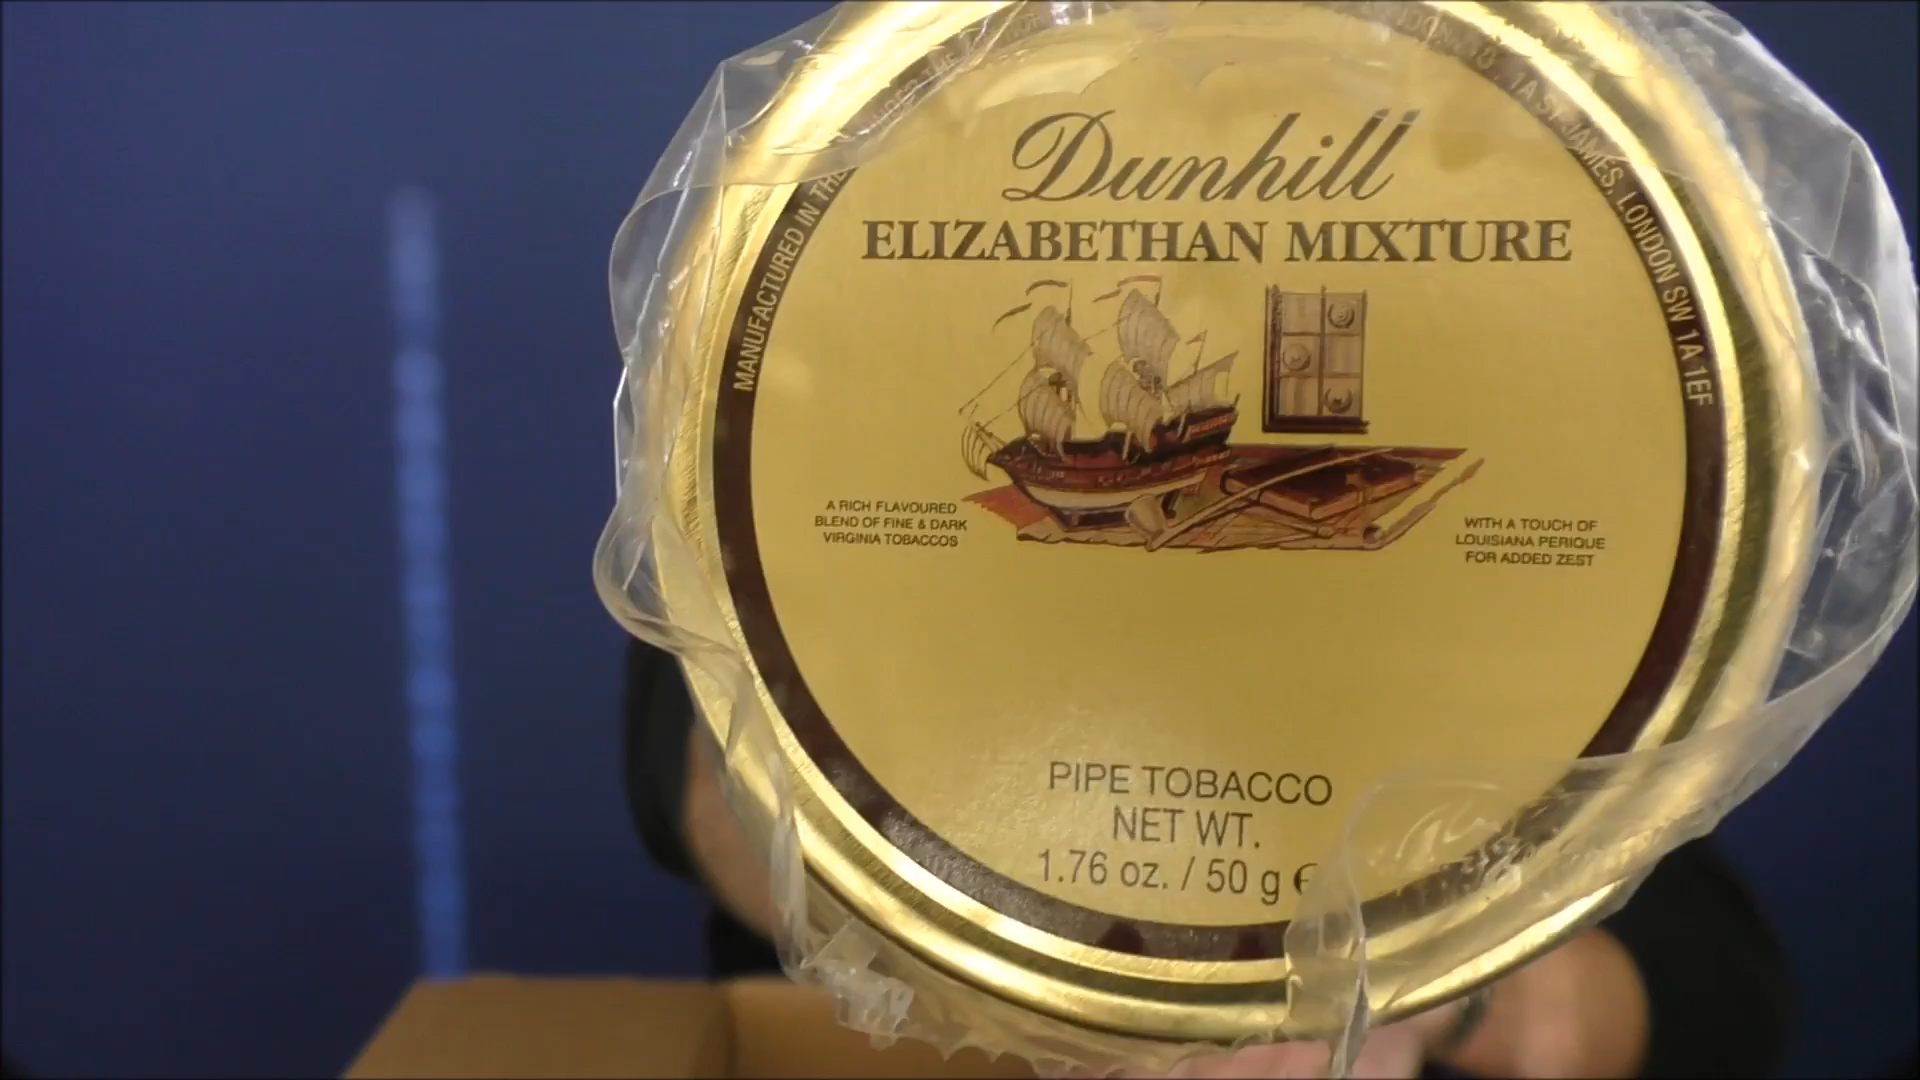 Dunhill
ELIZABETHAN MIXTURE
MANUFACTURED IN THE
1A ST JAMES, LONDON SW 1A 1EF
A RICH FLAVOURED
BLEND OF FINE & DARK
VIRGINIA TOBACCOS
WITH A TOUCH OF
LOUISIANA PERIQUE
FOR ADDED ZEST
PIPE TOBACCO
NET WT.
1.76 oz. / 50 g e